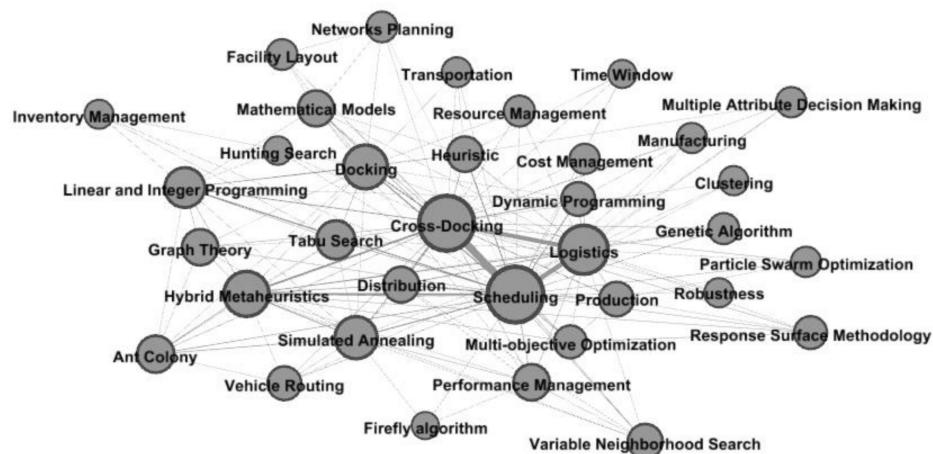 Networks Planning
Facility Layout
Transportation
Time Window
Mathematical Models
Resource Management
Multiple Attribute Decision Making
Inventory Management
Manufacturing
Hunting Search
Docking
Heuristic
Cost Management
Linear and Integer Programming
Clustering
Dynamic Programming
Cross-Docking
Genetic Algorithm
Graph Theory
Tabu Search
Logistics
Particle Swarm Optimization
Hybrid Metaheuristics
Distribution
Scheduling
Production
Robustness
Simulated Annealing
Multi-objective Optimization
Response Surface Methodology
Ant Colony
Vehicle Routing
Performance Management
Firefly algorithm
Variable Neighborhood Search